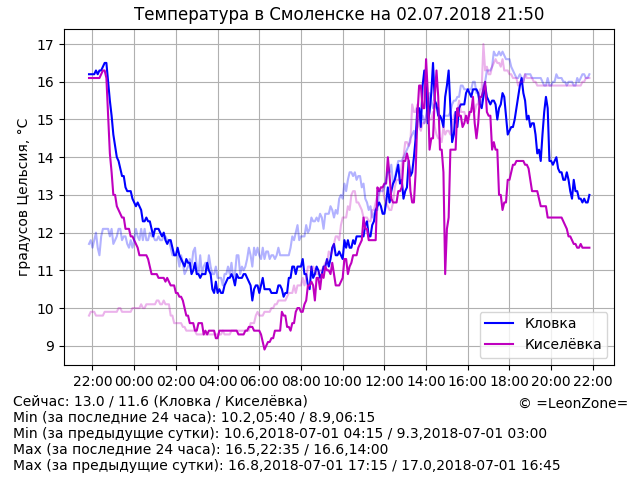 Температура в Смоленске на 02.07.2018 21:50
17
16
15
14
13
12
11
10
9
градусов Цельсия, °C
Кловка
Киселёвка
22:00 00:00 02:00 04:00 06:00 08:00 10:00 12:00 14:00 16:00 18:00 20:00 22:00
Сейчас: 13.0 / 11.6 (Кловка / Киселёвка)
© =LeonZone=
Min (за последние 24 часа): 10.2,05:40 / 8.9,06:15
Min (за предыдущие сутки): 10.6,2018-07-01 04:15 / 9.3,2018-07-01 03:00
Max (за последние 24 часа): 16.5,22:35 / 16.6,14:00
Max (за предыдущие сутки): 16.8,2018-07-01 17:15 / 17.0,2018-07-01 16:45